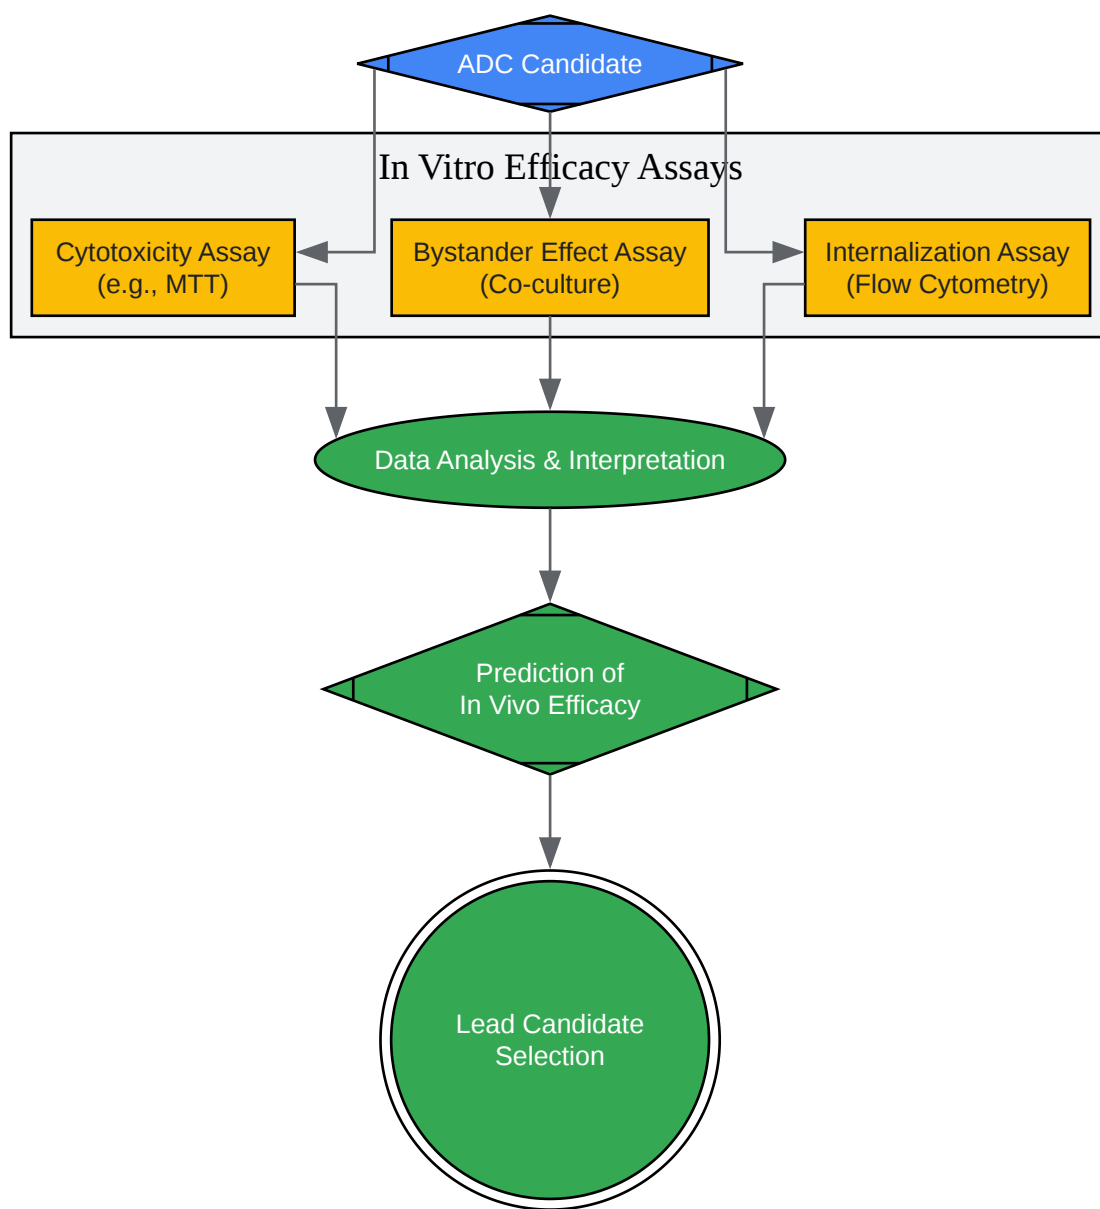 ADC Candidate
In Vitro Efficacy Assays
Cytotoxicity Assay
(e.g., MTT)
Bystander Effect Assay
(Co-culture)
Internalization Assay
(Flow Cytometry)
Data Analysis & Interpretation
Prediction of
In Vivo Efficacy
Lead Candidate
Selection